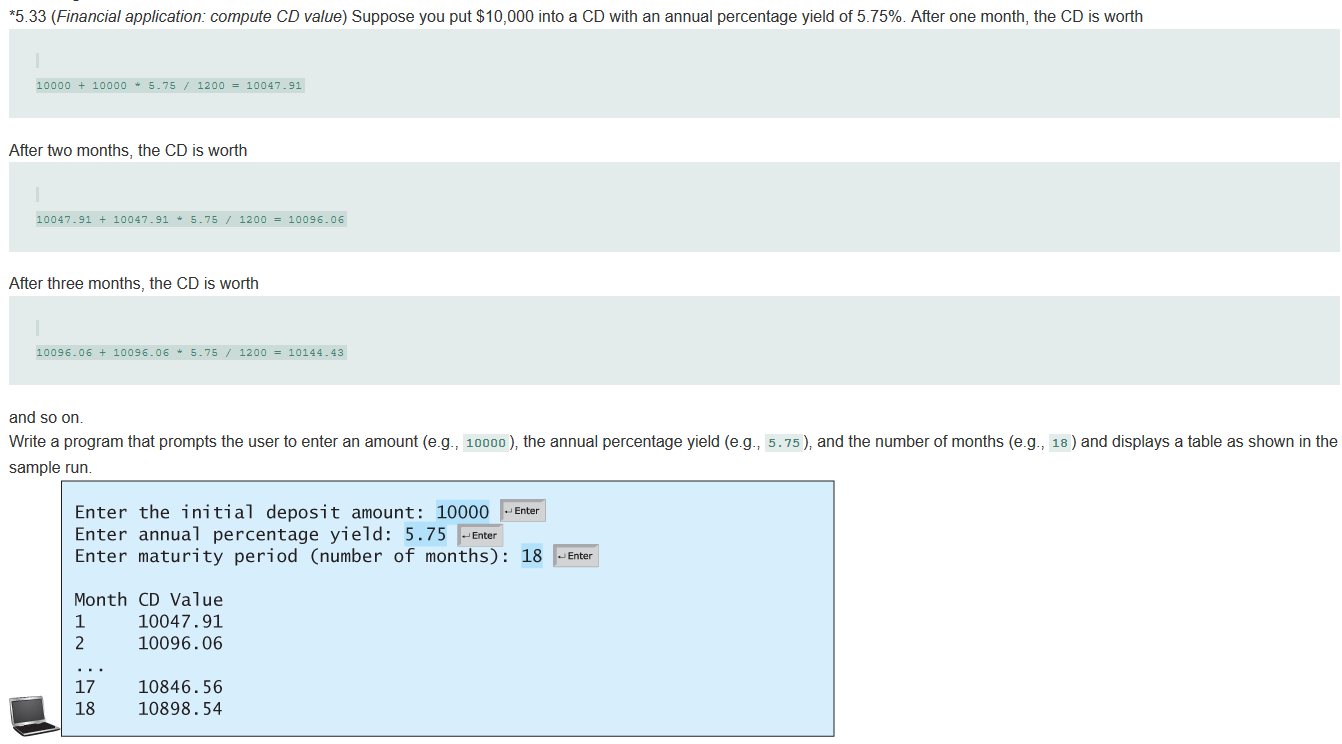 *5.33 (Financial application: compute CD value) Suppose you put $10,000 into a CD with an annual percentage yield of 5.75%. After one month, the CD is worth
10000 + 10000 * 5.75 / 1200 = 10047.91
After two months, the CD is worth
10047.91 + 10047.91 * 5.75 / 1200 = 10096.06
After three months, the CD is worth
10096.06 + 10096.06 * 5.75 / 1200 = 10144.43
and so on.
Write a program that prompts the user to enter an amount (e.g., 10000), the annual percentage yield (e.g., 5.75), and the number of months (e.g., 18) and displays a table as shown in the
sample run.
Enter the initial deposit amount: 10000 ↵Enter
Enter annual percentage yield: 5.75 ↵Enter
Enter maturity period (number of months): 18 ↵Enter
Month CD Value
1 10047.91
2 10096.06
...
17 10846.56
18 10898.54